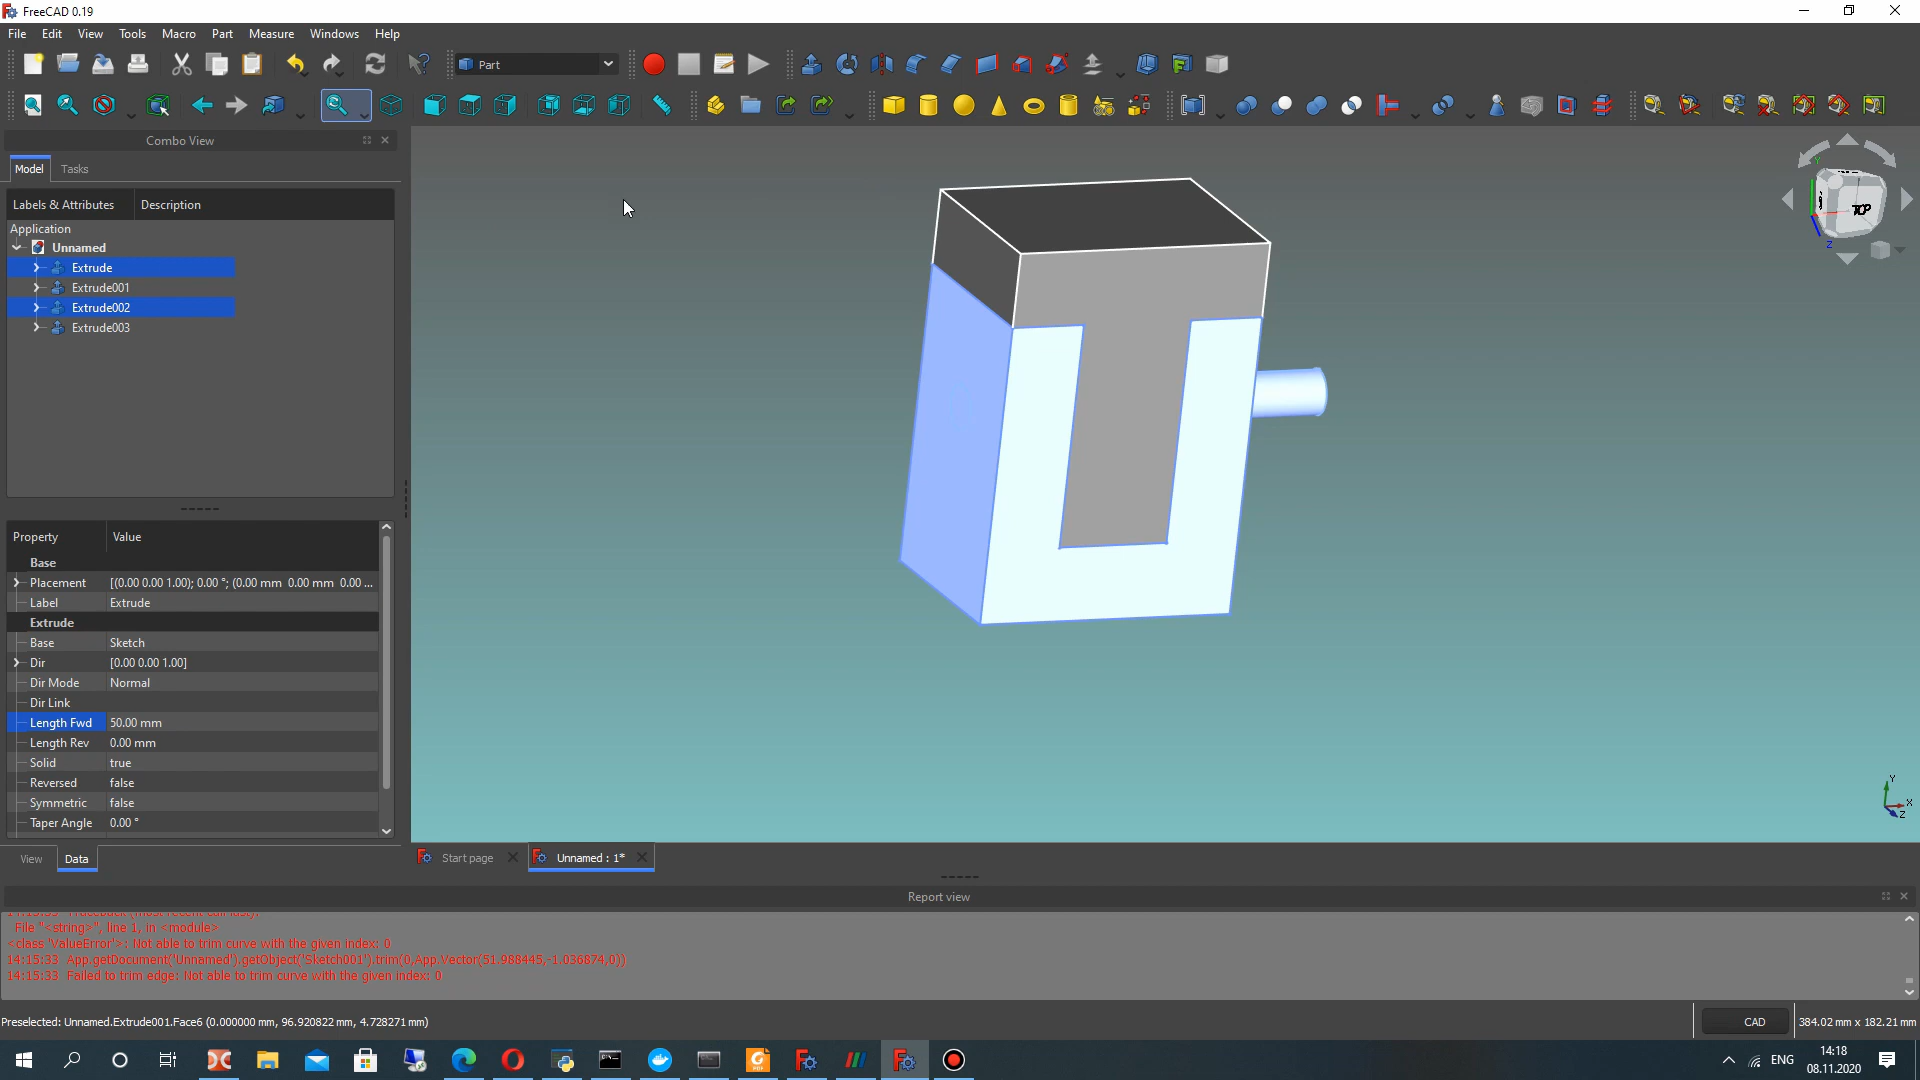 FreeCAD 0.19
File Edit View Tools Macro Part Measure Windows Help
Part
Combo View
Model Tasks
Labels & Attributes Description
Application
Unnamed
Extrude
Extrude001
Extrude002
Extrude003
TOP
Y
Z
Property Value
Base
Placement [(0.00 0.00 1.00); 0.00 °; (0.00 mm 0.00 mm 0.00 ...
Label Extrude
Extrude
Base Sketch
Dir [0.00 0.00 1.00]
Dir Mode Normal
Dir Link
Length Fwd 50.00 mm
Length Rev 0.00 mm
Solid true
Reversed false
Symmetric false
Taper Angle 0.00 °
Y
X
Z
View Data
Start page Unnamed : 1*
Report view
File "<string>", line 1, in <module>
<class 'ValueError'>: Not able to trim curve with the given index: 0
14:15:33 App.getDocument('Unnamed').getObject('Sketch001').trim(0,App.Vector(51.988445,-1.036874,0))
14:15:33 Failed to trim edge: Not able to trim curve with the given index: 0
Preselected: Unnamed.Extrude001.Face6 (0.000000 mm, 96.920822 mm, 4.728271 mm)
CAD 384.02 mm x 182.21 mm
ENG 14:18
08.11.2020